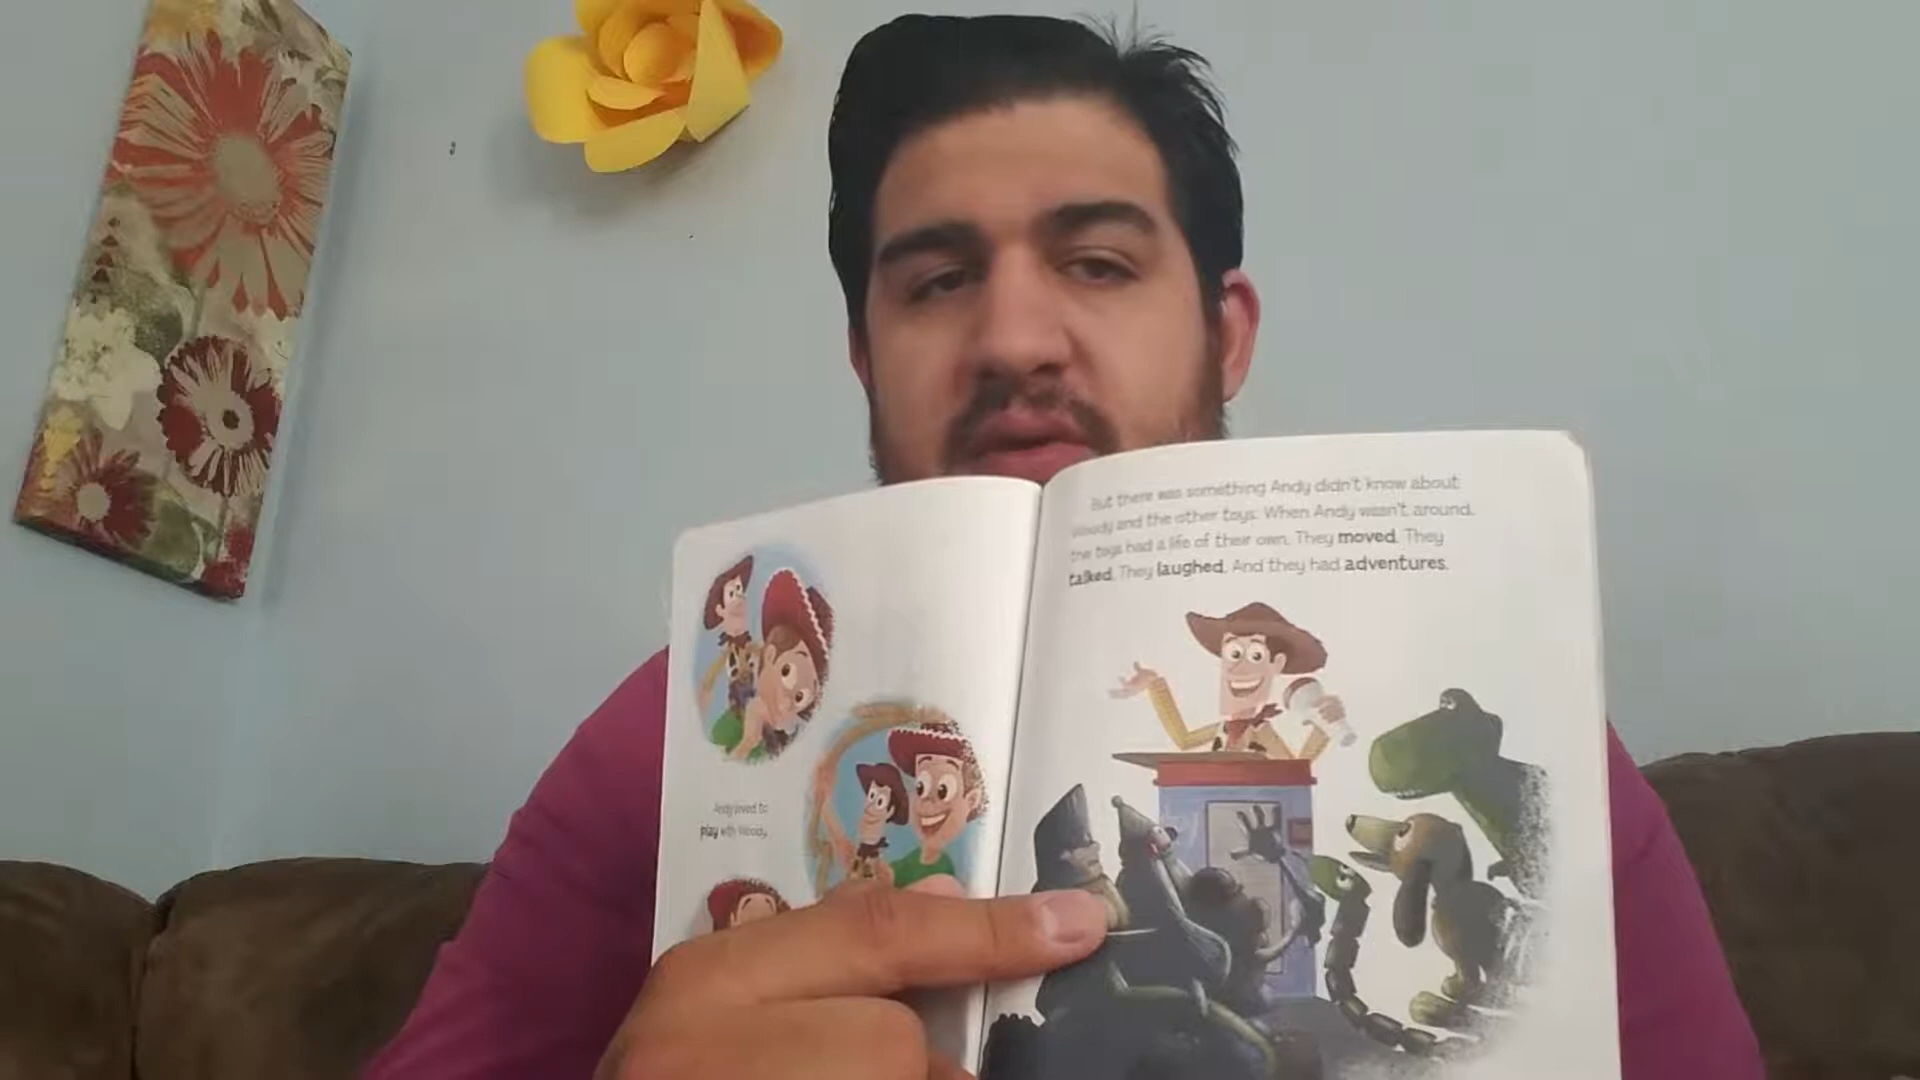 Andy loved to
play with Woody.
But there was something Andy didn't know about
Woody and the other toys. When Andy wasn't around,
the toys had a life of their own. They moved. They
talked. They laughed. And they had adventures.